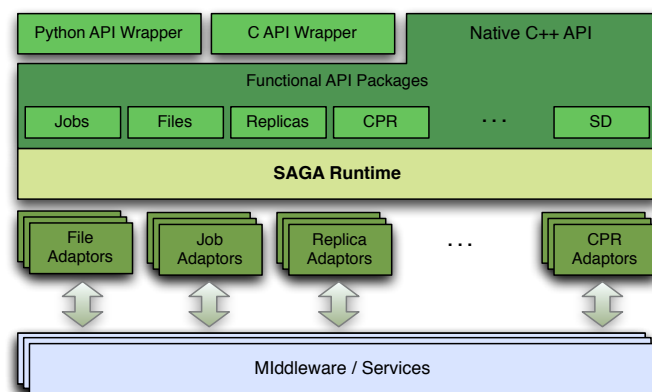 Python API Wrapper
C API Wrapper
Native C++ API
Functional API Packages
Jobs
Files
Replicas
CPR
. . .
SD
SAGA Runtime
File
Adaptors
Job
Adaptors
Replica
Adaptors
. . .
CPR
Adaptors
MIddleware / Services